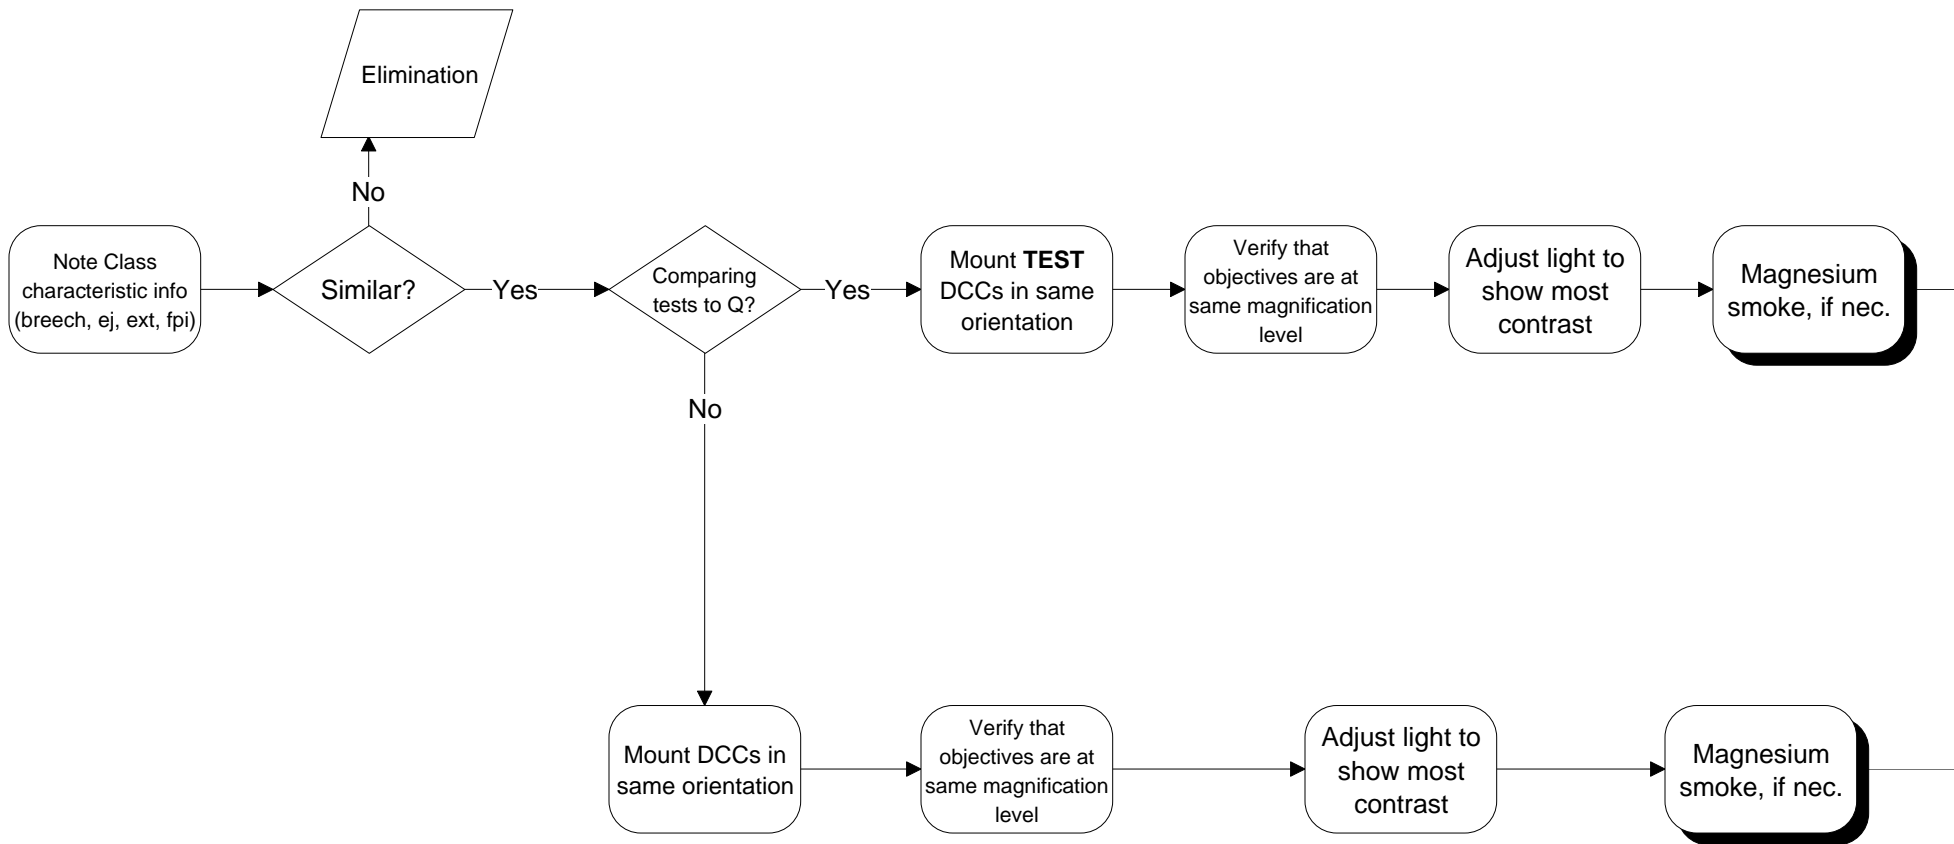 Elimination
No
Note Class
characteristic info
(breech, ej, ext, fpi)
Similar?
Yes
Comparing
tests to Q?
Yes
Mount TEST
DCCs in same
orientation
Verify that
objectives are at
same magnification
level
Adjust light to
show most
contrast
Magnesium
smoke, if nec.
No
Mount DCCs in
same orientation
Verify that
objectives are at
same magnification
level
Adjust light to
show most
contrast
Magnesium
smoke, if nec.